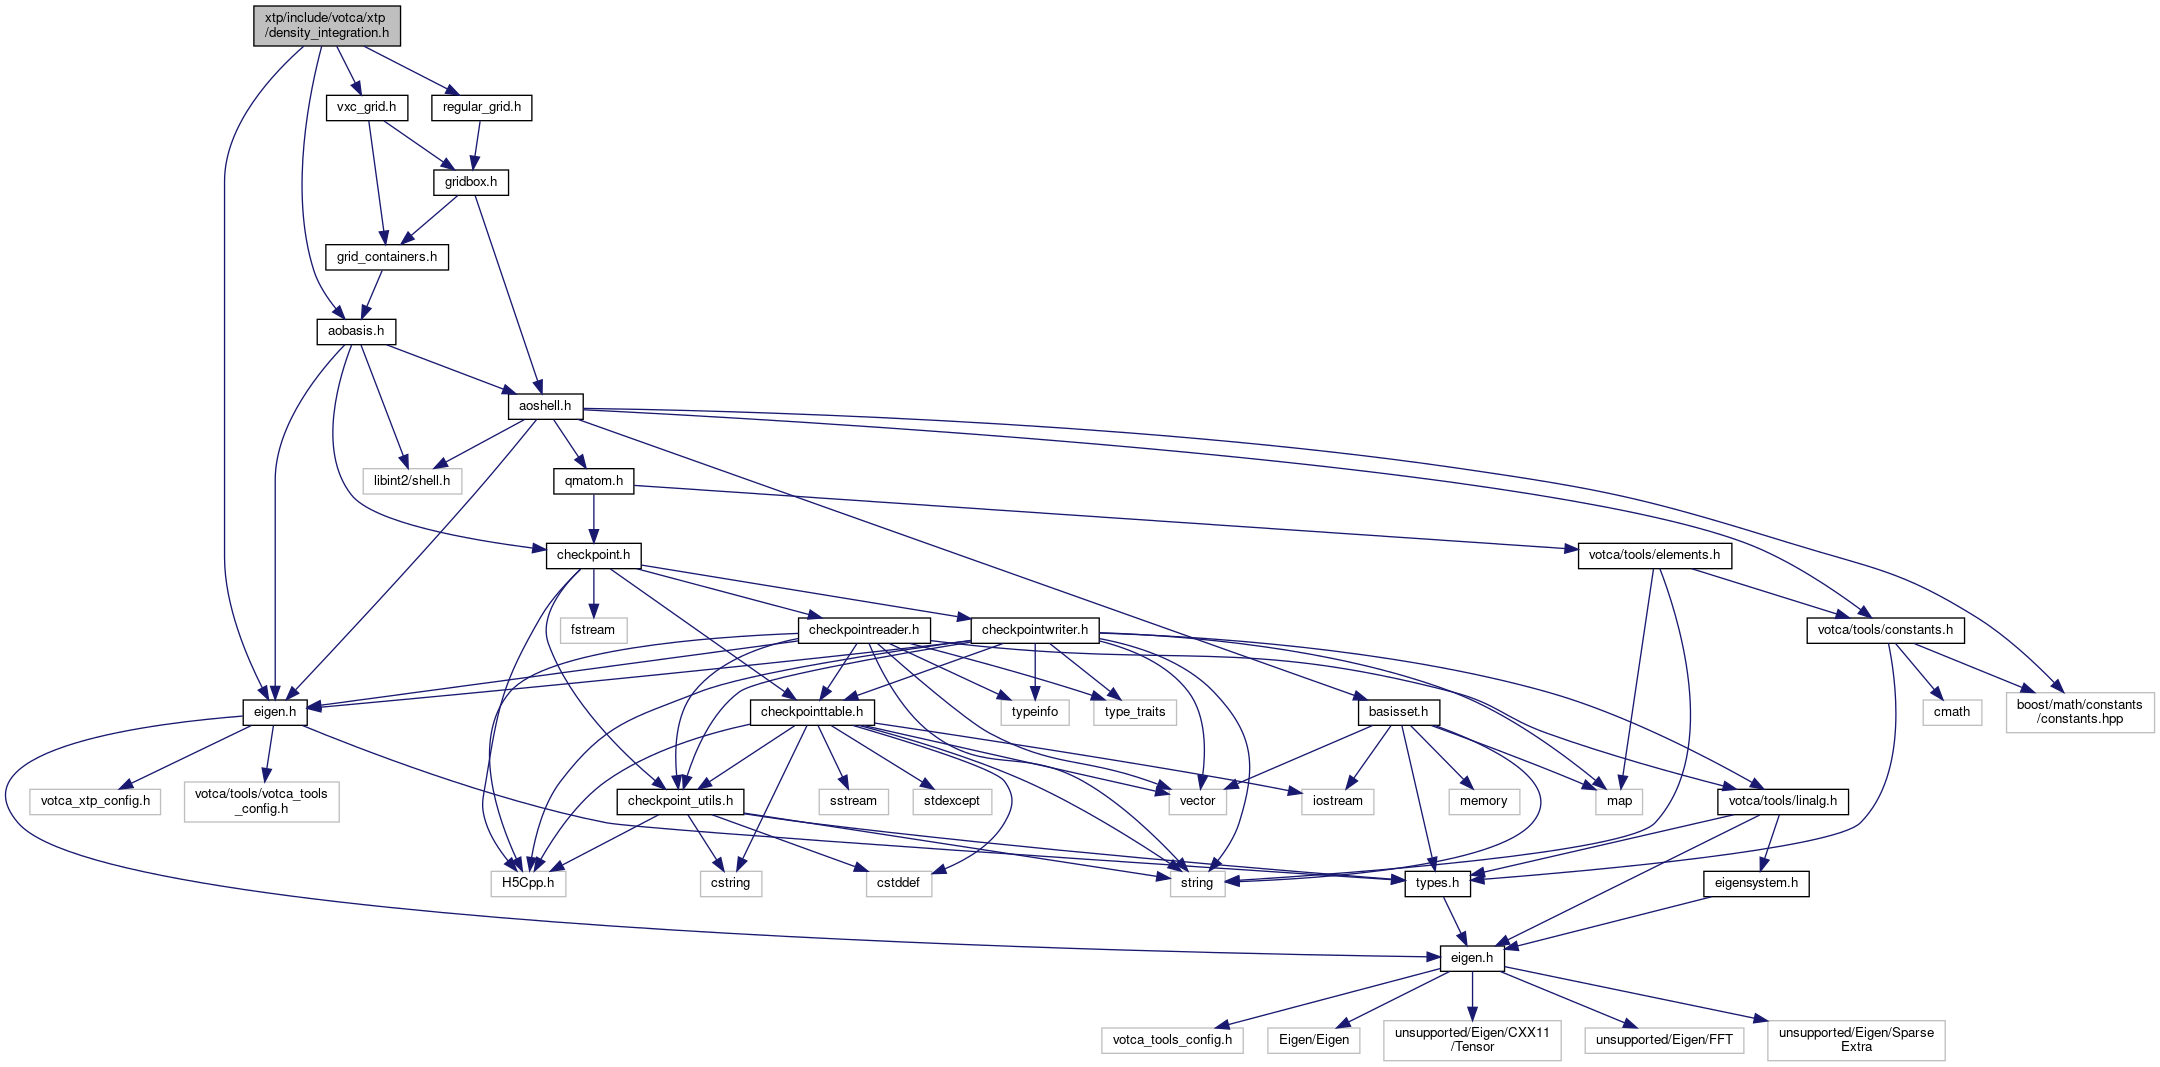 xtp/include/votca/xtp
/density_integration.h
vxc_grid.h
regular_grid.h
gridbox.h
grid_containers.h
aobasis.h
aoshell.h
libint2/shell.h
qmatom.h
checkpoint.h
votca/tools/elements.h
fstream
checkpointreader.h
checkpointwriter.h
votca/tools/constants.h
eigen.h
checkpointtable.h
typeinfo
type_traits
basisset.h
cmath
boost/math/constants
/constants.hpp
votca_xtp_config.h
votca/tools/votca_tools
_config.h
checkpoint_utils.h
sstream
stdexcept
vector
iostream
memory
map
votca/tools/linalg.h
H5Cpp.h
cstring
cstddef
string
types.h
eigensystem.h
eigen.h
votca_tools_config.h
Eigen/Eigen
unsupported/Eigen/CXX11
/Tensor
unsupported/Eigen/FFT
unsupported/Eigen/Sparse
Extra